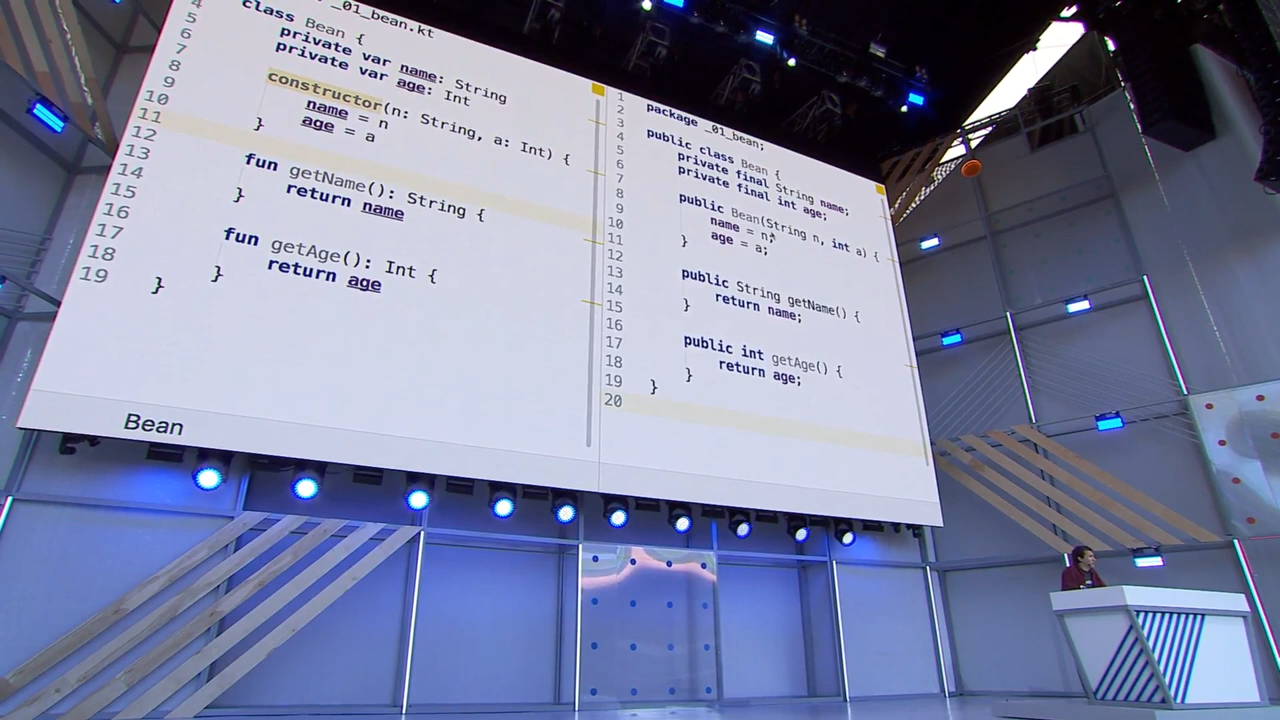 _01_bean.kt
4
5 class Bean {
6 private var name: String
7 private var age: Int
8
9 constructor(n: String, a: Int) {
10 name = n
11 age = a
12 }
13 fun getName(): String {
14 return name
15 }
16
17 fun getAge(): Int {
18 return age
19 }
}
Bean
1
2 package _01_bean;
3
4 public class Bean {
5 private final String name;
6 private final int age;
7
8 public Bean(String n, int a) {
9 name = n;
10 age = a;
11 }
12
13 public String getName() {
14 return name;
15 }
16
17 public int getAge() {
18 return age;
19 }
20 }